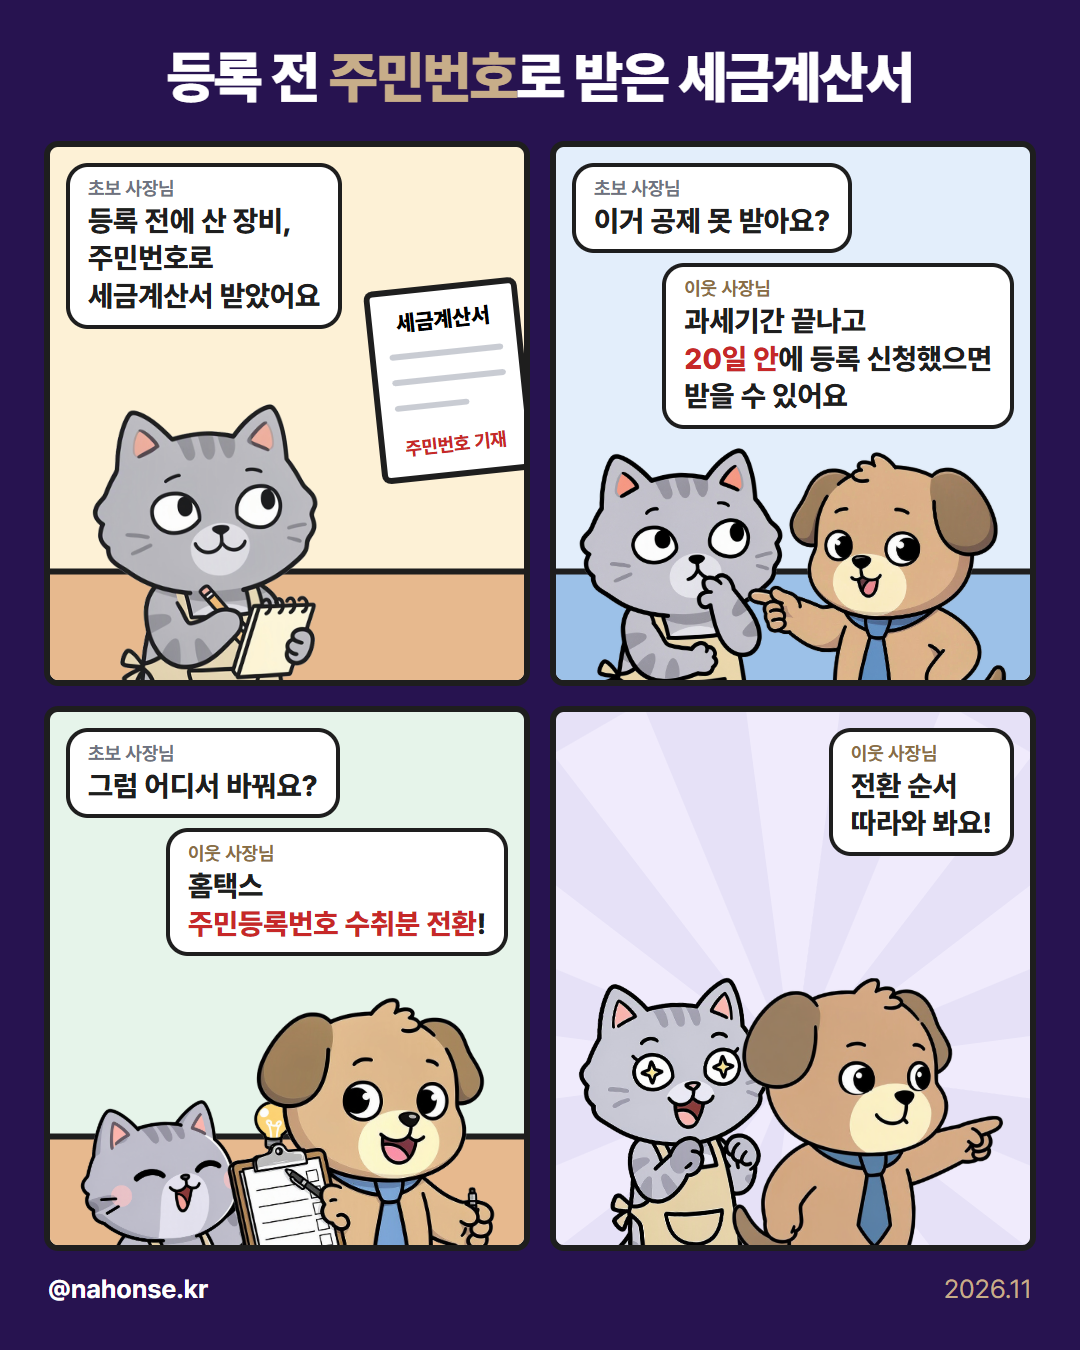 등록 전 주민번호로 받은 세금계산서
초보 사장님
등록 전에 산 장비,
주민번호로
세금계산서 받았어요
세금계산서
주민번호 기재
초보 사장님
이거 공제 못 받아요?
이웃 사장님
과세기간 끝나고
20일 안에 등록 신청했으면
받을 수 있어요
초보 사장님
그럼 어디서 바꿔요?
이웃 사장님
홈택스
주민등록번호 수취분 전환!
이웃 사장님
전환 순서
따라와 봐요!
@nahonse.kr
2026.11